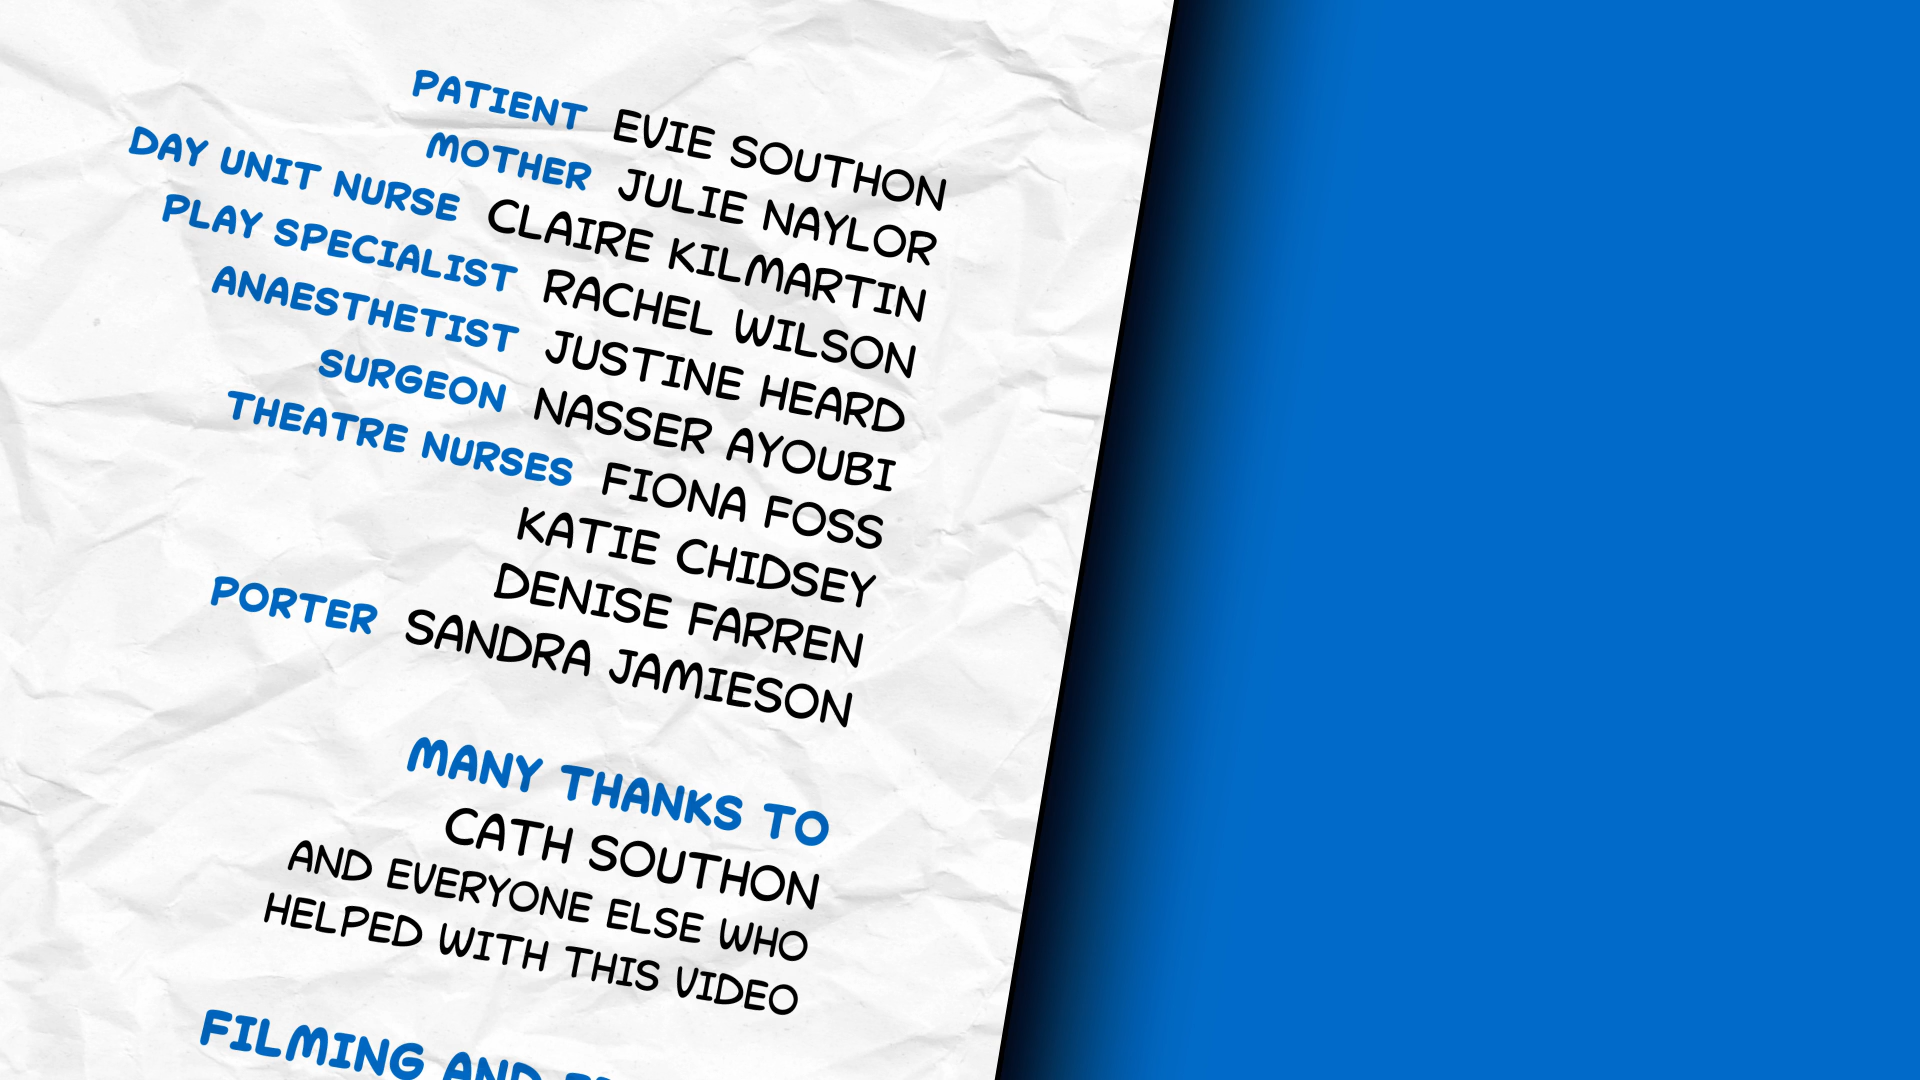 PATIENT EVIE SOUTHON
MOTHER JULIE NAYLOR
DAY UNIT NURSE CLAIRE KILMARTIN
PLAY SPECIALIST RACHEL WILSON
ANAESTHETIST JUSTINE HEARD
SURGEON NASSER AYOUBI
THEATRE NURSES FIONA FOSS
KATIE CHIDSEY
DENISE FARREN
PORTER SANDRA JAMIESON
MANY THANKS TO
CATH SOUTHON
AND EVERYONE ELSE WHO
HELPED WITH THIS VIDEO
FILMING AND